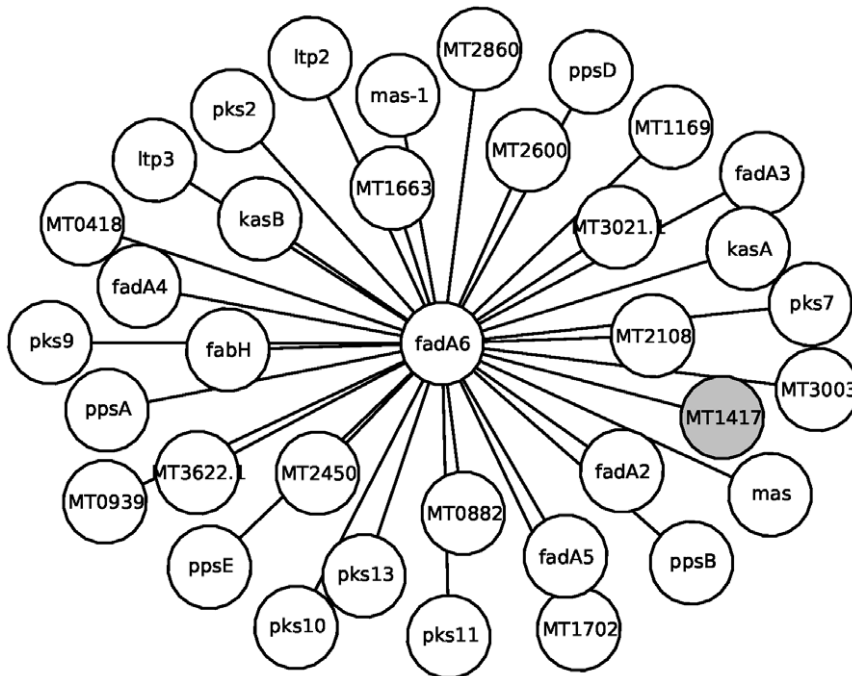 MT2860
ltp2
ppsD
mas-1
pks2
MT1169
MT2600
ltp3
fadA3
MT1663
kasB
MT0418
MT3021.1
kasA
fadA4
pks7
MT2108
fadA6
pks9
fabH
MT3003
ppsA
MT1417
fadA2
MT3622.1
MT2450
mas
MT0939
MT0882
fadA5
ppsB
ppsE
pks13
pks10
MT1702
pks11